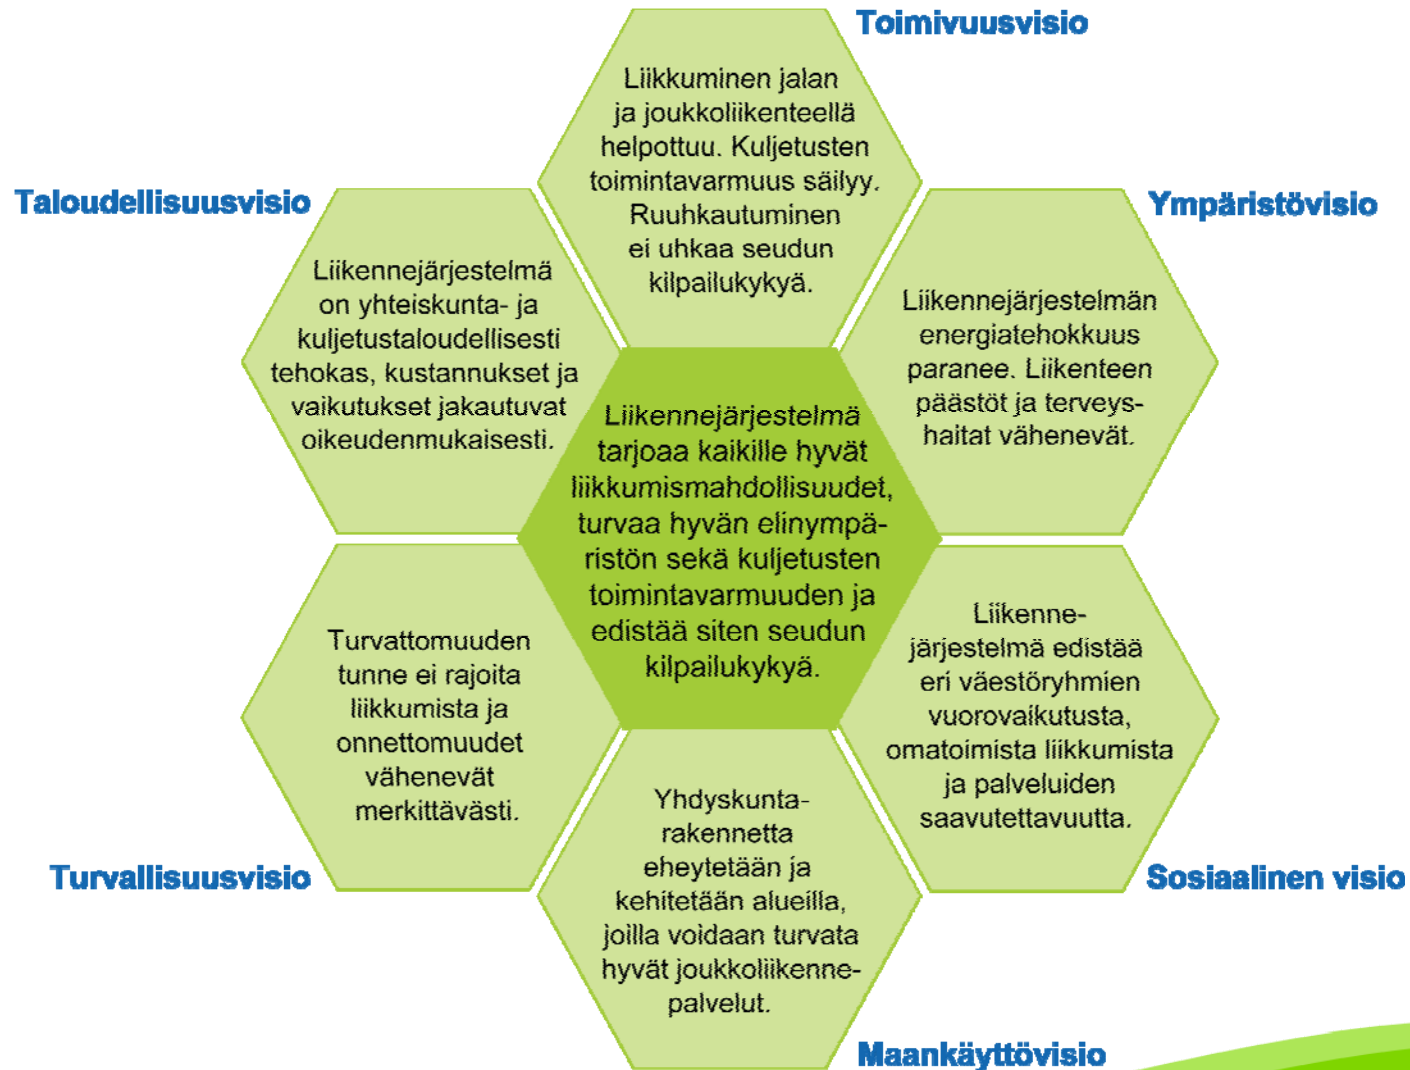 Toimivuusvisio
Liikkuminen jalan
ja joukkoliikenteellä
helpottuu. Kuljetusten
toimintavarmuus säilyy.
Ruuhkautuminen
ei uhkaa seudun
kilpailukykyä.
Taloudellisuusvisio
Liikennejärjestelmä
on yhteiskunta- ja
kuljetustaloudellisesti
tehokas, kustannukset ja
vaikutukset jakautuvat
oikeudenmukaisesti.
Ympäristövisio
Liikennejärjestelmän
energiatehokkuus
paranee. Liikenteen
päästöt ja terveys-
haitat vähenevät.
Liikennejärjestelmä
tarjoaa kaikille hyvät
liikkumismahdollisuudet,
turvaa hyvän elinympä-
ristön sekä kuljetusten
toimintavarmuuden ja
edistää siten seudun
kilpailukykyä.
Turvattomuuden
tunne ei rajoita
liikkumista ja
onnettomuudet
vähenevät
merkittävästi.
Turvallisuusvisio
Liikenne-
järjestelmä edistää
eri väestöryhmien
vuorovaikutusta,
omatoimista liikkumista
ja palveluiden
saavutettavuutta.
Sosiaalinen visio
Yhdyskunta-
rakennetta
eheytetään ja
kehitetään alueilla,
joilla voidaan turvata
hyvät joukkoliikenne-
palvelut.
Maankäyttövisio